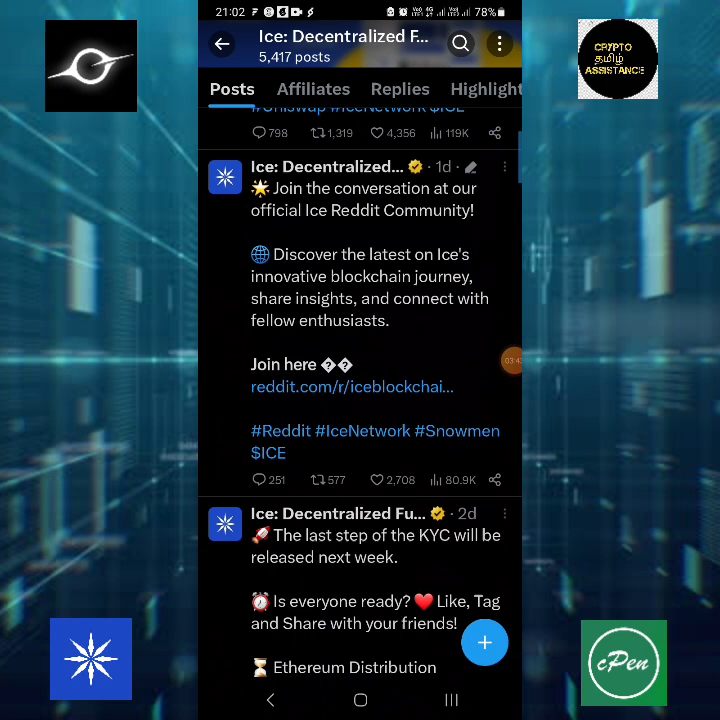 21:02
78%
Ice: Decentralized F...
5,417 posts
CRYPTO
தமிழ்
ASSISTANCE
Posts Affiliates Replies Highlight
#Uniswap #IceNetwork $ICE
798 1,319 4,356 119K
Ice: Decentralized... · 1d ·
🌟 Join the conversation at our
official Ice Reddit Community!
🌐 Discover the latest on Ice's
innovative blockchain journey,
share insights, and connect with
fellow enthusiasts.
Join here ��
reddit.com/r/iceblockchai...
#Reddit #IceNetwork #Snowmen
$ICE
251 577 2,708 80.9K
Ice: Decentralized Fu... · 2d
🚀 The last step of the KYC will be
released next week.
⏰ Is everyone ready? ❤️ Like, Tag
and Share with your friends!
⏳ Ethereum Distribution
cPen